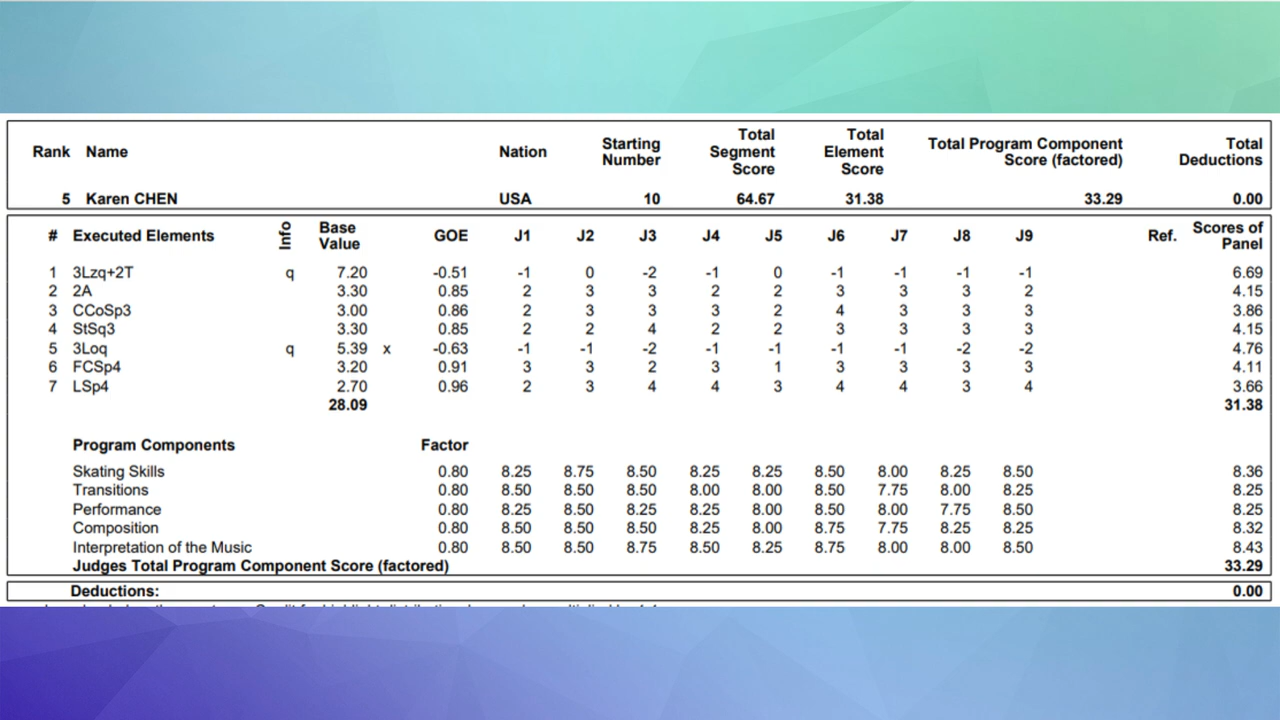 Rank Name Nation Starting Number Total Segment Score Total Element Score Total Program Component Score (factored) Total Deductions
5 Karen CHEN USA 10 64.67 31.38 33.29 0.00
# Executed Elements Info Base Value GOE J1 J2 J3 J4 J5 J6 J7 J8 J9 Ref. Scores of Panel
1 3Lzq+2T q 7.20 -0.51 -1 0 -2 -1 0 -1 -1 -1 -1 6.69
2 2A 3.30 0.85 2 3 3 2 2 3 3 3 2 4.15
3 CCoSp3 3.00 0.86 2 3 3 3 2 4 3 3 3 3.86
4 StSq3 3.30 0.85 2 2 4 2 2 3 3 3 3 4.15
5 3Loq q 5.39 x -0.63 -1 -1 -2 -1 -1 -1 -1 -2 -2 4.76
6 FCSp4 3.20 0.91 3 3 2 3 1 3 3 3 3 4.11
7 LSp4 2.70 0.96 2 3 4 4 3 4 4 3 4 3.66
28.09 31.38
Program Components Factor
Skating Skills 0.80 8.25 8.75 8.50 8.25 8.25 8.50 8.00 8.25 8.50 8.36
Transitions 0.80 8.50 8.50 8.50 8.00 8.00 8.50 7.75 8.00 8.25 8.25
Performance 0.80 8.25 8.50 8.25 8.25 8.00 8.50 8.00 7.75 8.50 8.25
Composition 0.80 8.50 8.50 8.50 8.25 8.00 8.75 7.75 8.25 8.25 8.32
Interpretation of the Music 0.80 8.50 8.50 8.75 8.50 8.25 8.75 8.00 8.00 8.50 8.43
Judges Total Program Component Score (factored) 33.29
Deductions: 0.00